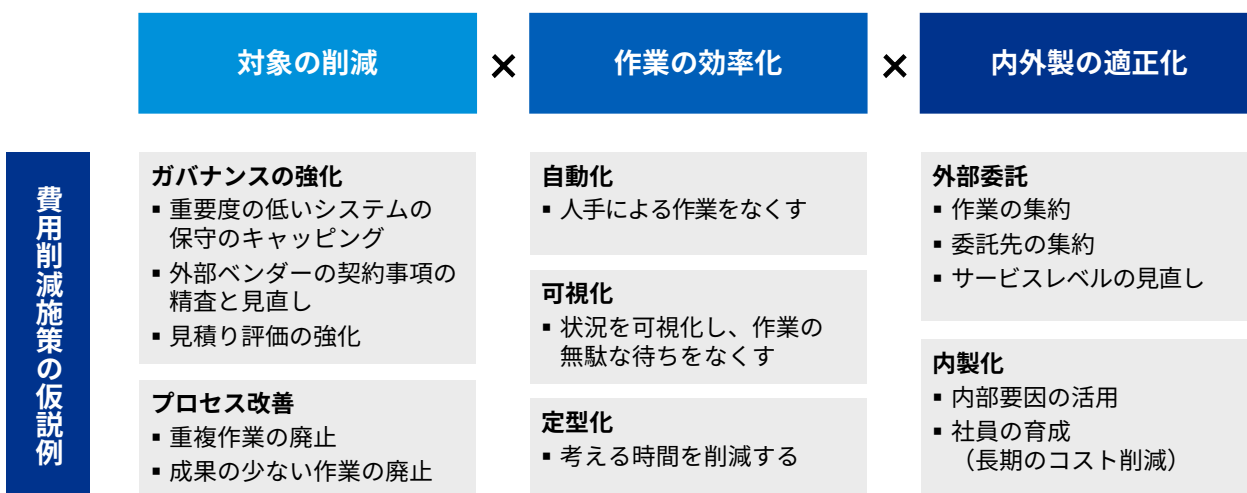 対象の削減
×
作業の効率化
×
内外製の適正化
費用削減施策の仮説例
ガバナンスの強化
▪ 重要度の低いシステムの
保守のキャッピング
▪ 外部ベンダーの契約事項の
精査と見直し
▪ 見積り評価の強化
プロセス改善
▪ 重複作業の廃止
▪ 成果の少ない作業の廃止
自動化
▪ 人手による作業をなくす
可視化
▪ 状況を可視化し、作業の
無駄な待ちをなくす
定型化
▪ 考える時間を削減する
外部委託
▪ 作業の集約
▪ 委託先の集約
▪ サービスレベルの見直し
内製化
▪ 内部要因の活用
▪ 社員の育成
（長期のコスト削減）